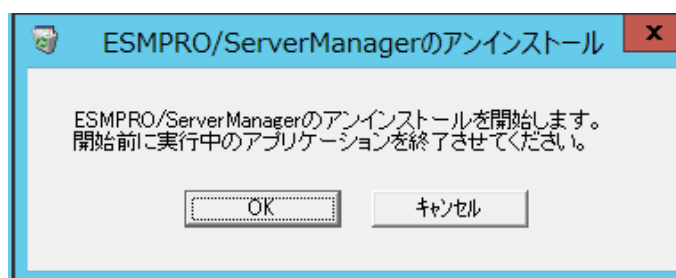 ESMPRO/ServerManagerのアンインストール
x
ESMPRO/ServerManagerのアンインストールを開始します。
開始前に実行中のアプリケーションを終了させてください。
OK
キャンセル